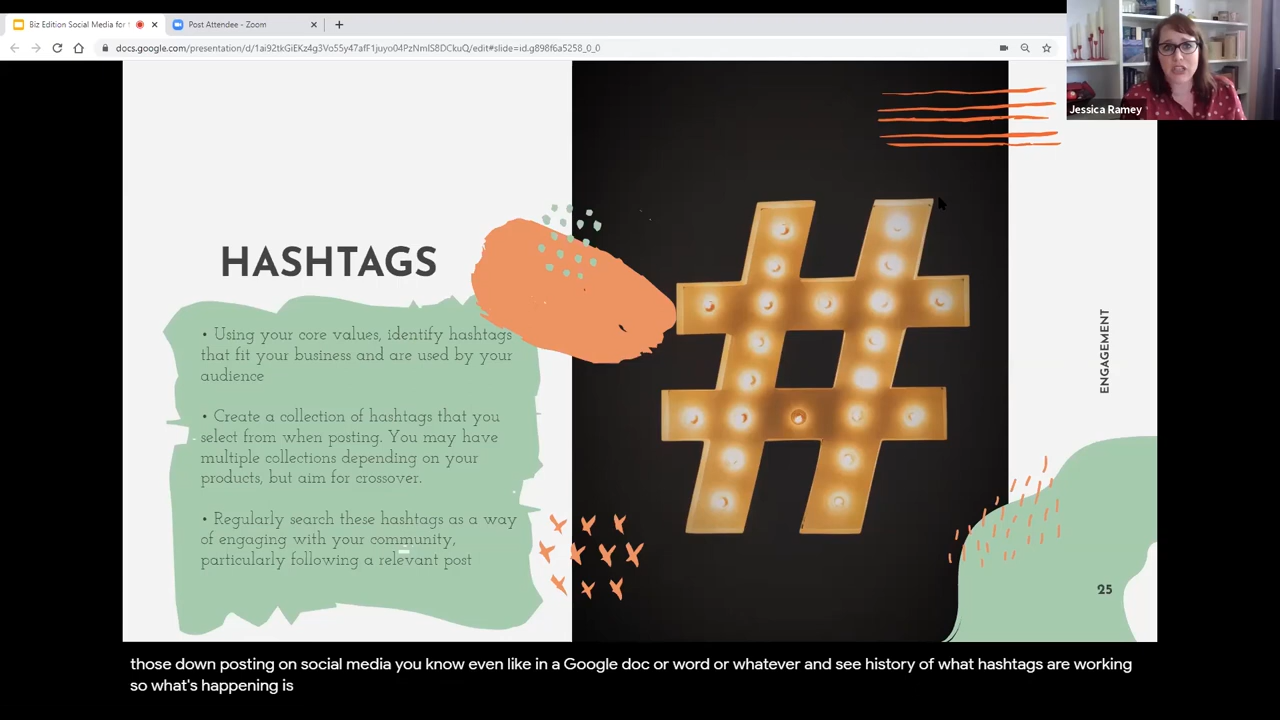 Biz Edition Social Media for
Post Attendee - Zoom
docs.google.com/presentation/d/1ai92tkGiEKz4g3Vo55y47afF1juyo04PzNmlS8DCkuQ/edit#slide=id.g898f6a5258_0_0
Jessica Ramey
HASHTAGS
• Using your core values, identify hashtags
that fit your business and are used by your
audience
• Create a collection of hashtags that you
select from when posting. You may have
multiple collections depending on your
products, but aim for crossover.
• Regularly search these hashtags as a way
of engaging with your community,
particularly following a relevant post
#
ENGAGEMENT
25
those down posting on social media you know even like in a Google doc or word or whatever and see history of what hashtags are working
so what's happening is